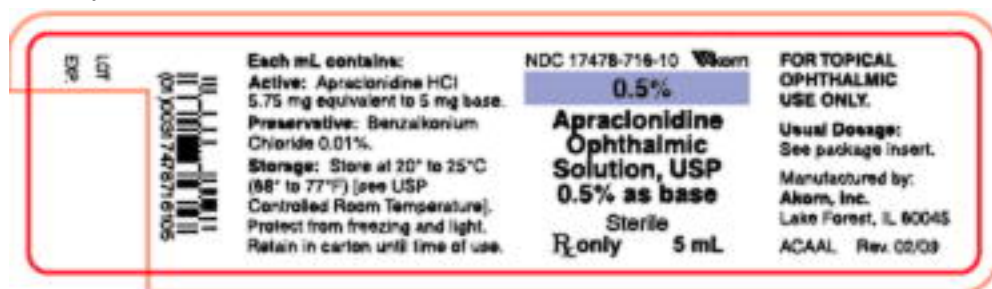 LOT
EXP.
Each mL contains:
Active: Apraclonidine HCl
5.75 mg equivalent to 5 mg base.
Preservative: Benzalkonium
Chloride 0.01%.
Storage: Store at 20° to 25°C
(68° to 77°F) [see USP
Controlled Room Temperature].
Protect from freezing and light.
Retain in carton until time of use.
NDC 17478-716-10 Akorn
0.5%
Apraclonidine
Ophthalmic
Solution, USP
0.5% as base
Sterile
℞ only 5 mL
FOR TOPICAL
OPHTHALMIC
USE ONLY.
Usual Dosage:
See package insert.
Manufactured by:
Akorn, Inc.
Lake Forest, IL 60045
ACAAL Rev. 02/09